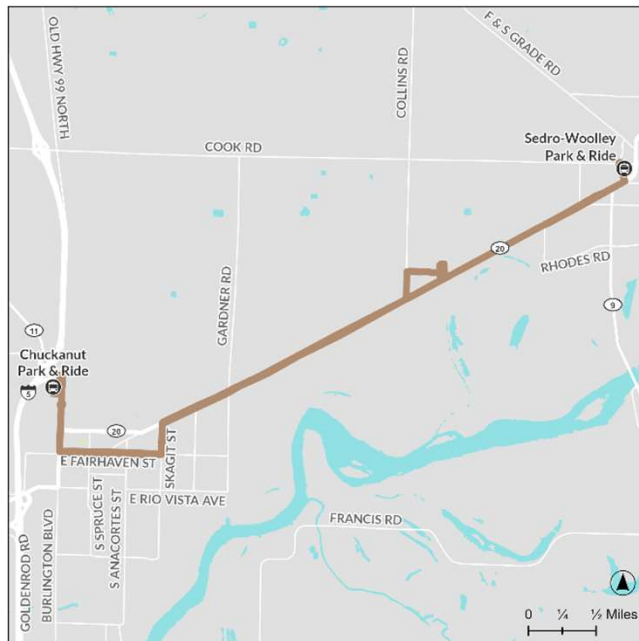 OLD HWY 99 NORTH
COLLINS RD
F & S GRADE RD
COOK RD
Sedro-Woolley
Park & Ride
GARDNER RD
20
RHODES RD
9
11
Chuckanut
Park & Ride
5
20
E FAIRHAVEN ST
SKAGIT ST
E RIO VISTA AVE
S SPRUCE ST
S ANACORTES ST
BURLINGTON BLVD
GOLDENROD RD
FRANCIS RD
0 ¼ ½ Miles